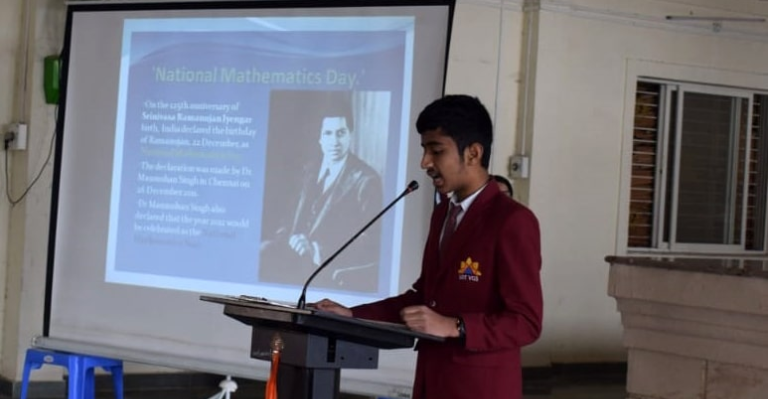 'National Mathematics Day.'
On the 125th anniversary of
Srinivasa Ramanujan Iyengar
birth, India declared the birthday
of Ramanujan, 22 December, as
The declaration was made by Dr.
Manmohan Singh in Chennai on
26 December 2011
Dr Manmohan Singh also
declared that the year 2012 would
be celebrated as the